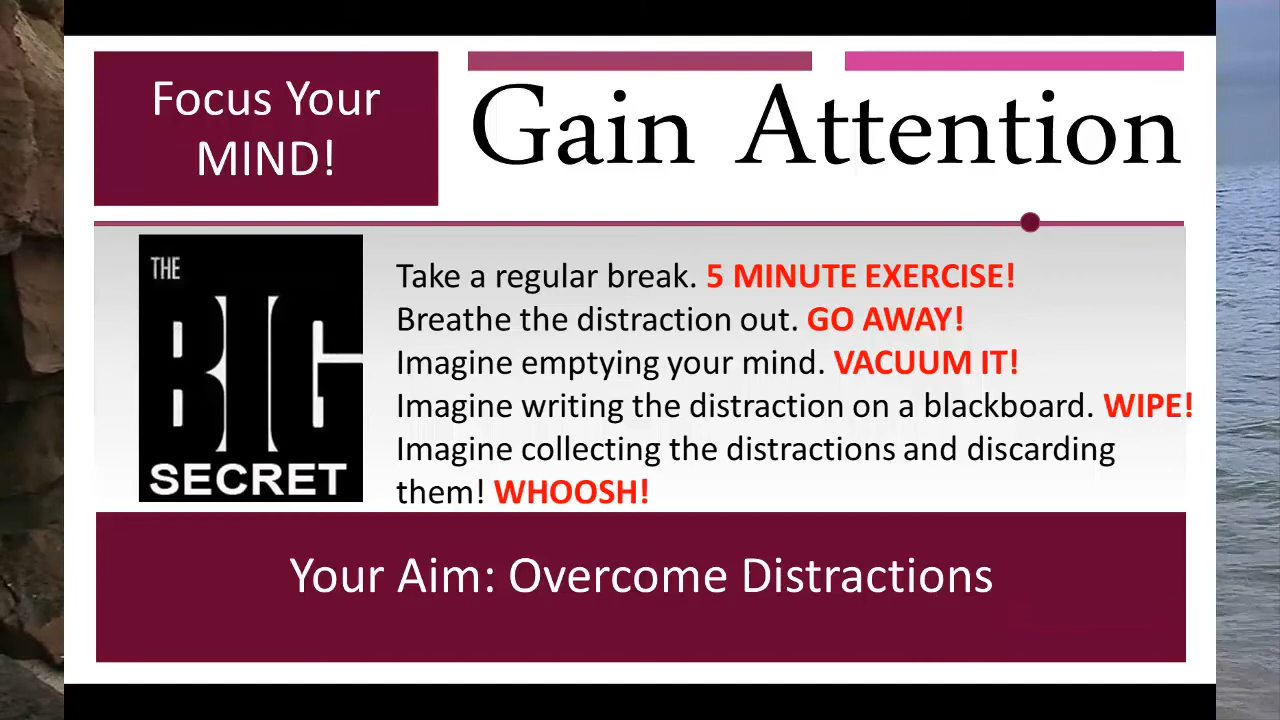 Focus Your
MIND!
Gain Attention
THE
BIG
SECRET
Take a regular break. 5 MINUTE EXERCISE!
Breathe the distraction out. GO AWAY!
Imagine emptying your mind. VACUUM IT!
Imagine writing the distraction on a blackboard. WIPE!
Imagine collecting the distractions and discarding
them! WHOOSH!
Your Aim: Overcome Distractions